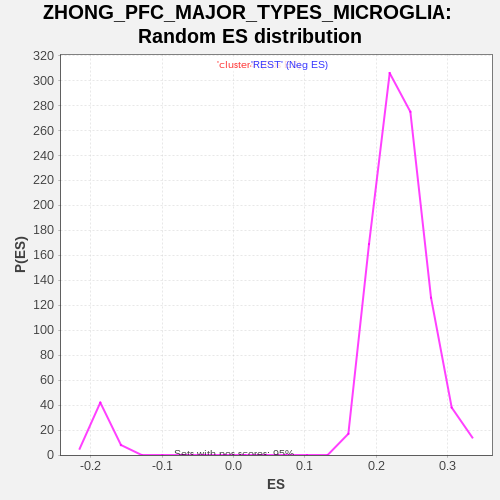 ZHONG_PFC_MAJOR_TYPES_MICROGLIA:
Random ES distribution
'cluster'
'REST' (Neg ES)
P(ES)
320
300
280
260
240
220
200
180
160
140
120
100
80
60
40
20
0
Sets with pos scores: 95%
-0.2 -0.1 0.0 0.1 0.2 0.3
ES